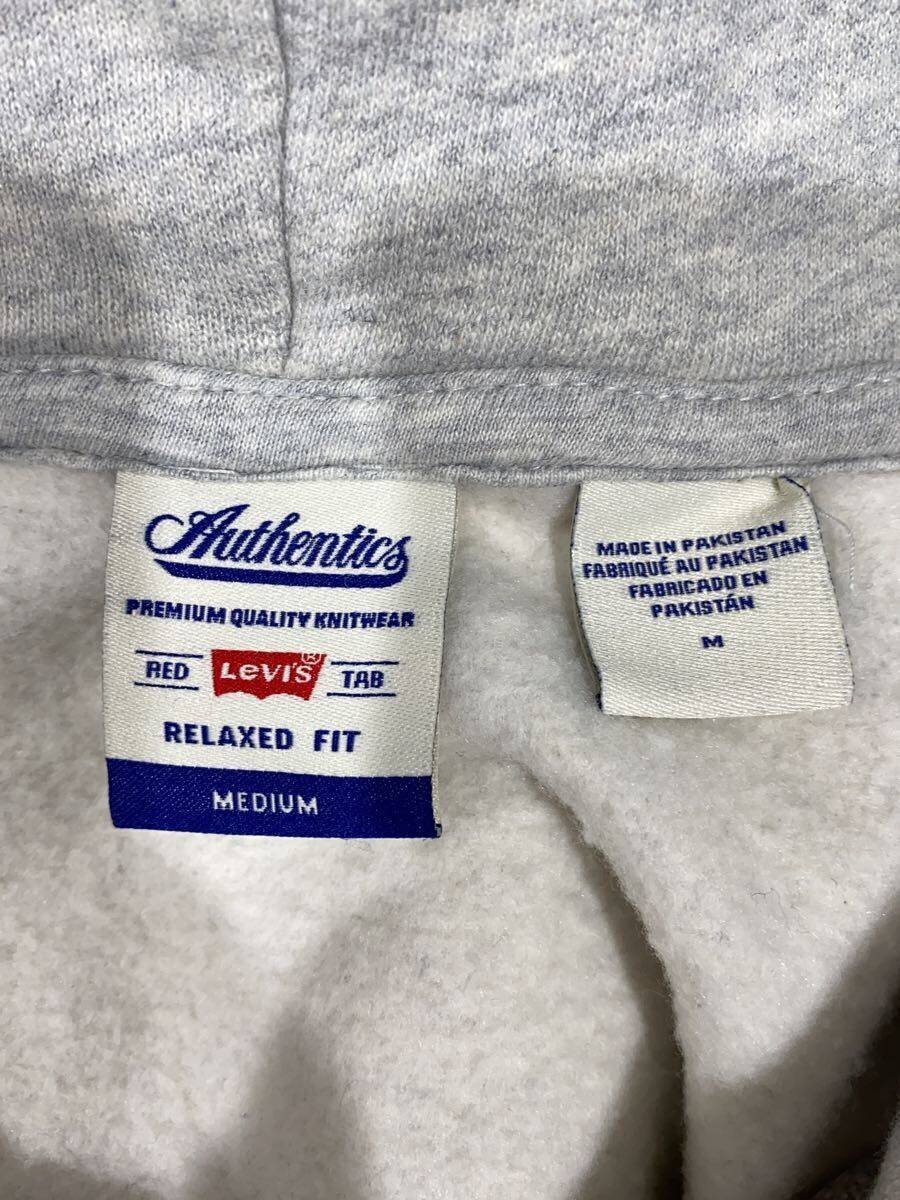 Authentics
PREMIUM QUALITY KNITWEAR
RED LEVI'S® TAB
RELAXED FIT
MEDIUM
MADE IN PAKISTAN
FABRIQUÉ AU PAKISTAN
FABRICADO EN
PAKISTÁN
M